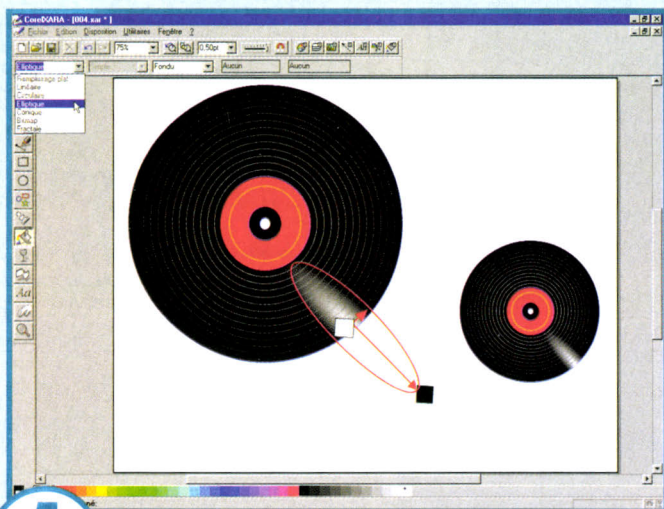 CorelXARA - [004.xar *]
Fichier Edition Disposition Utilitaires Fenêtre ?
75% 0,50pt
Elliptique Simple Fondu Aucun Aucun
Remplissage plat
Linéaire
Circulaire
Elliptique
Conique
Bitmap
Fractale